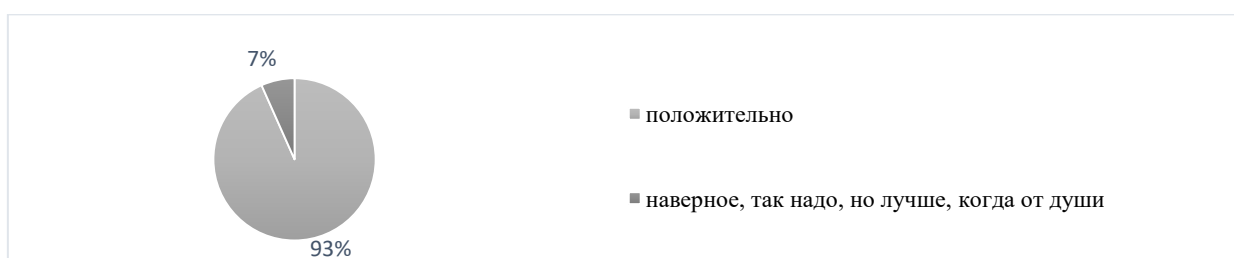 7%
положительно
наверное, так надо, но лучше, когда от души
93%